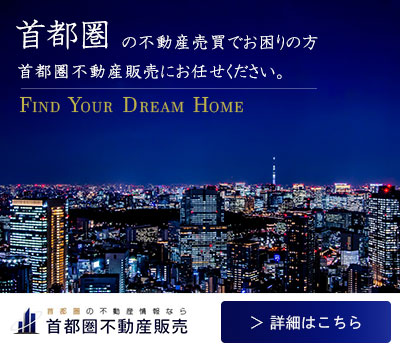 首都圏 の不動産売買でお困りの方
首都圏不動産販売にお任せください。
FIND YOUR DREAM HOME
首都圏の不動産情報なら
首都圏不動産販売
＞ 詳細はこちら